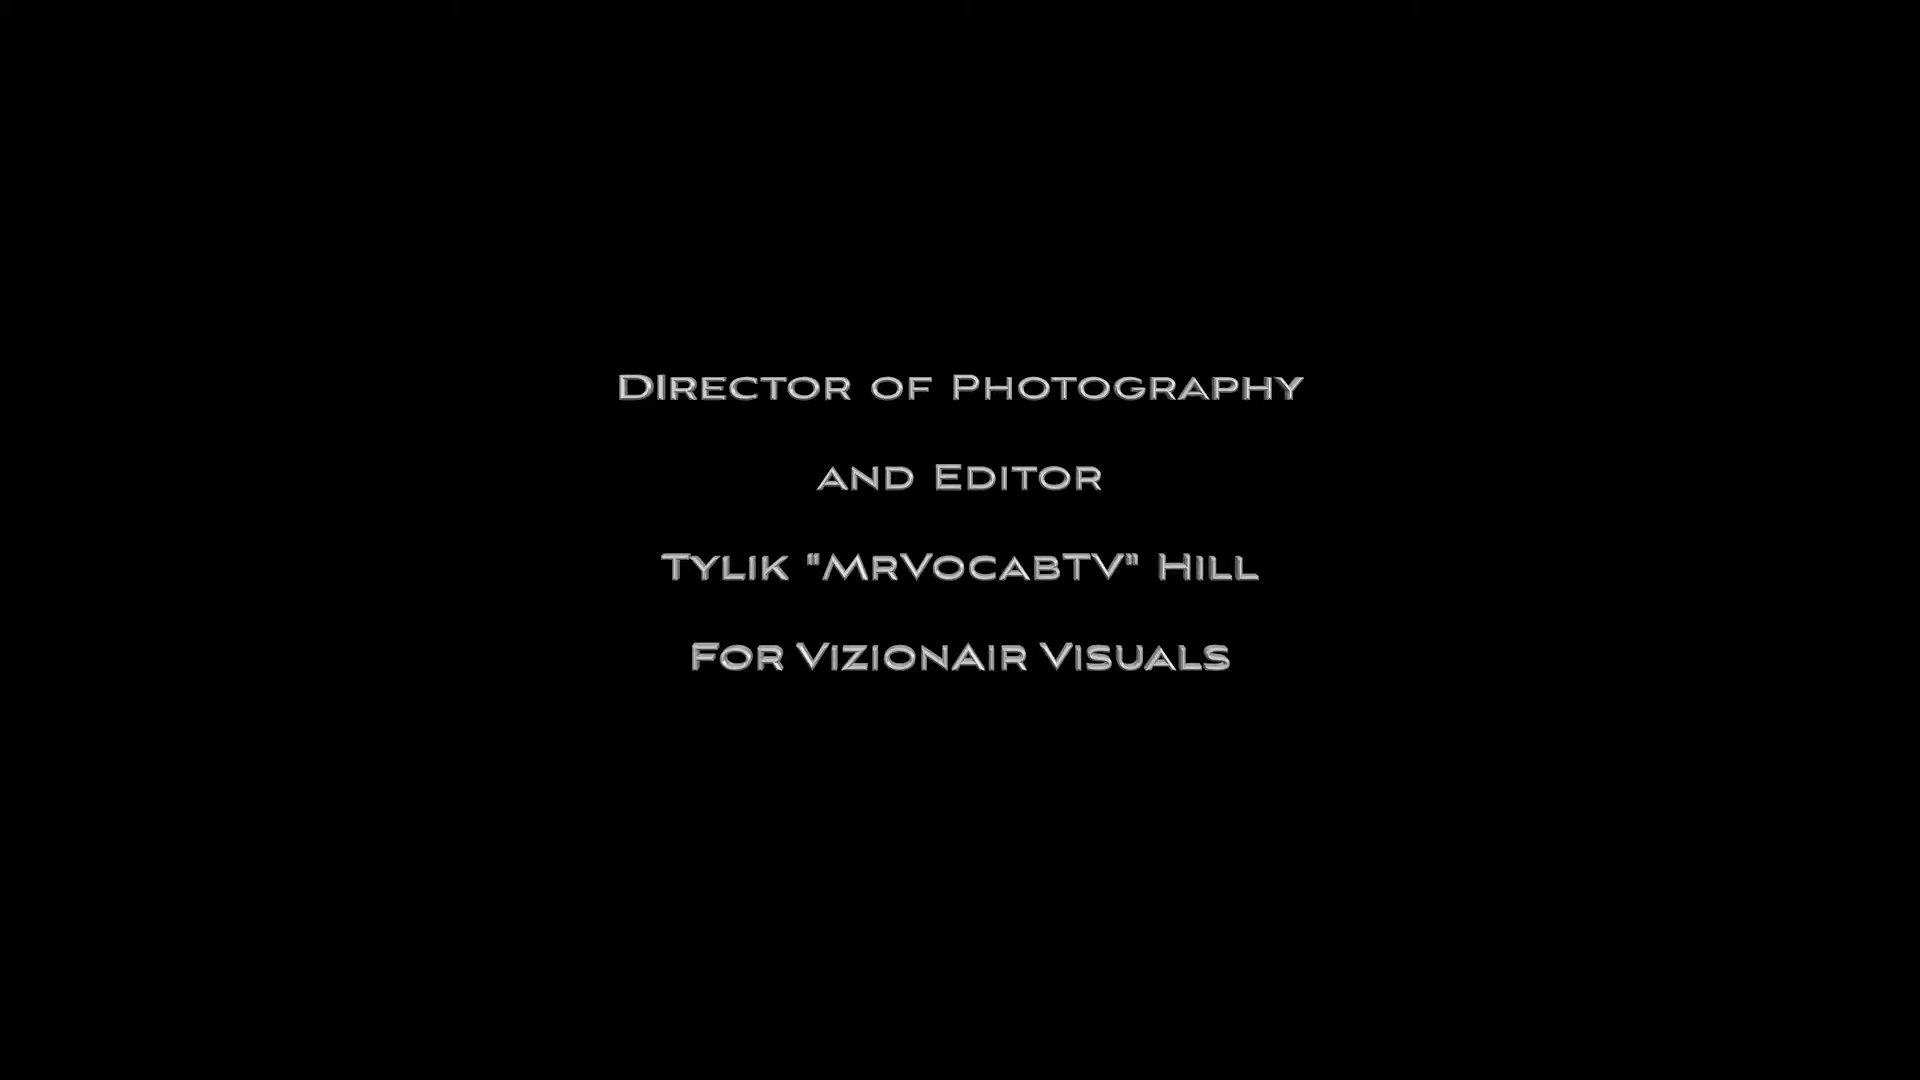 Director of Photography
and Editor
Tylik "MrVocabTV" Hill
For VizionAir Visuals